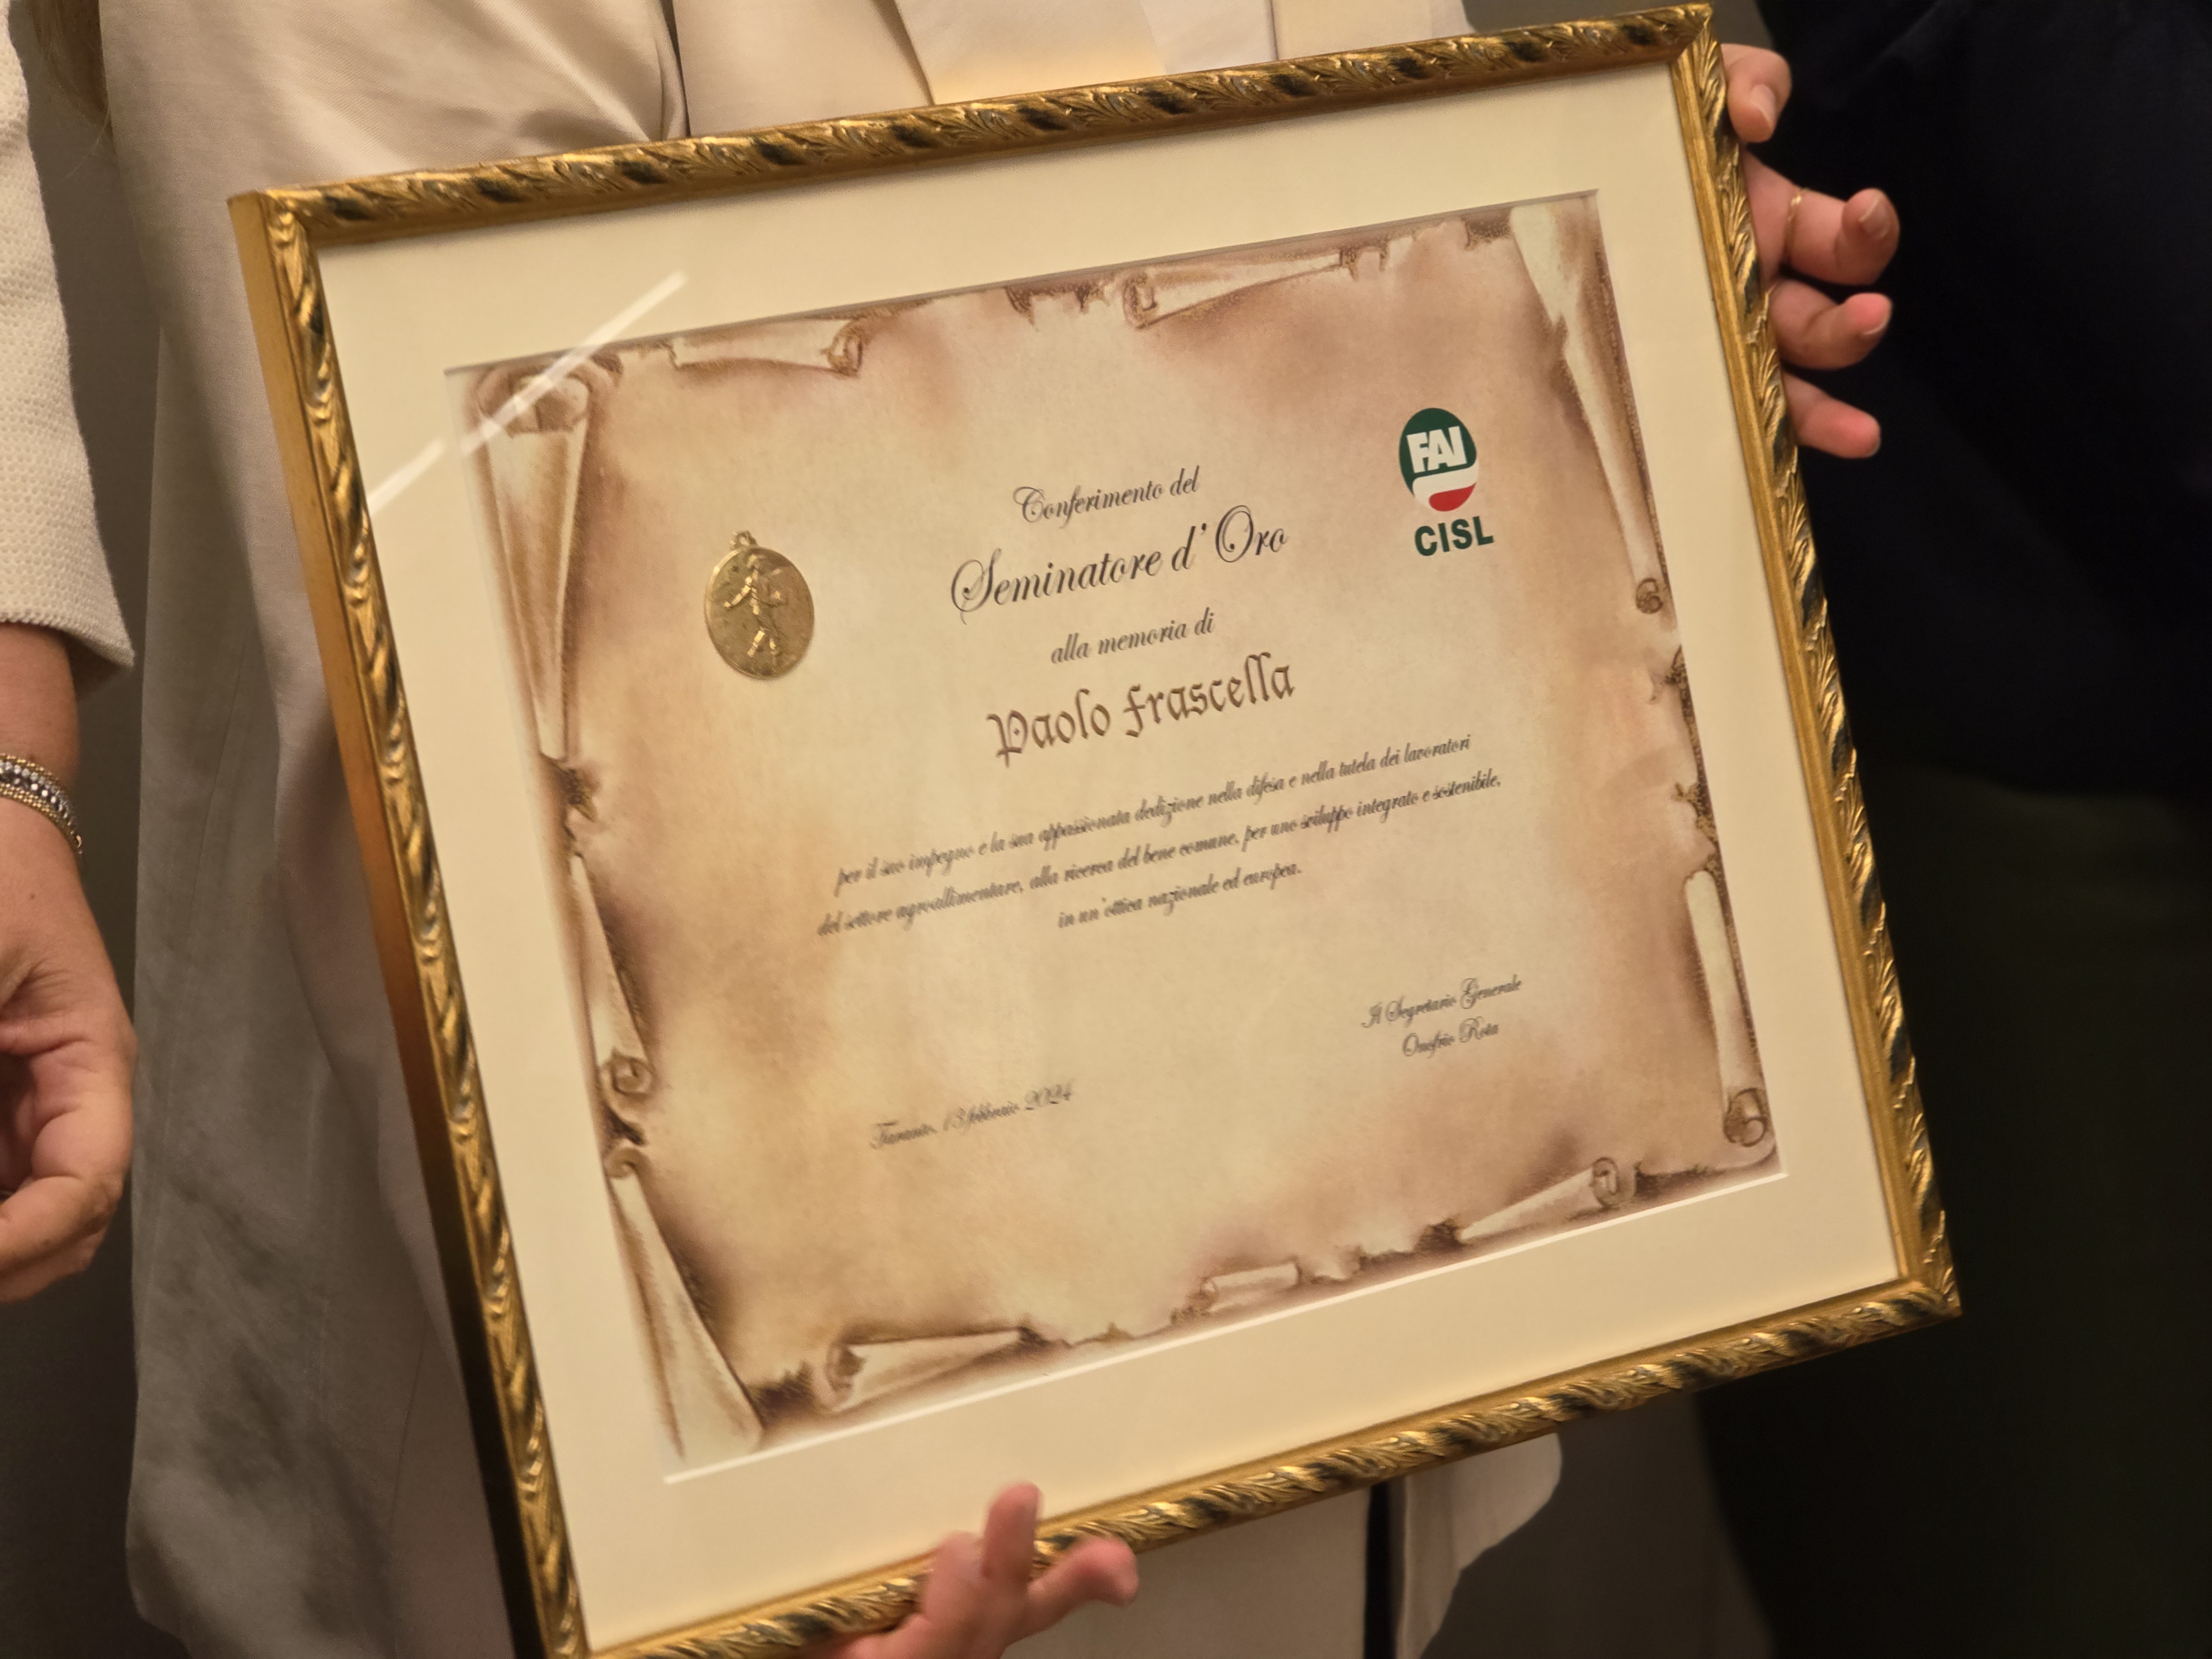 FAI
CISL
Conferimento del
Seminatore d'Oro
alla memoria di
Paolo Frascella
per il suo impegno e la sua appassionata dedizione nella difesa e nella tutela dei lavoratori
del settore agroalimentare, alla ricerca del bene comune, per uno sviluppo integrato e sostenibile,
in un'ottica nazionale ed europea.
Il Segretario Generale
Onofrio Rota
Taranto, 13 febbraio 2024